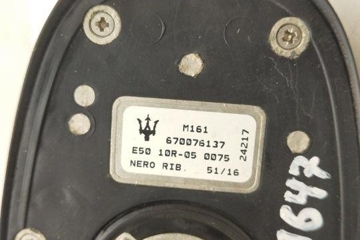 M161
670076137
E50 10R-05 0075
NERO RIB. 51/16
24217
1647